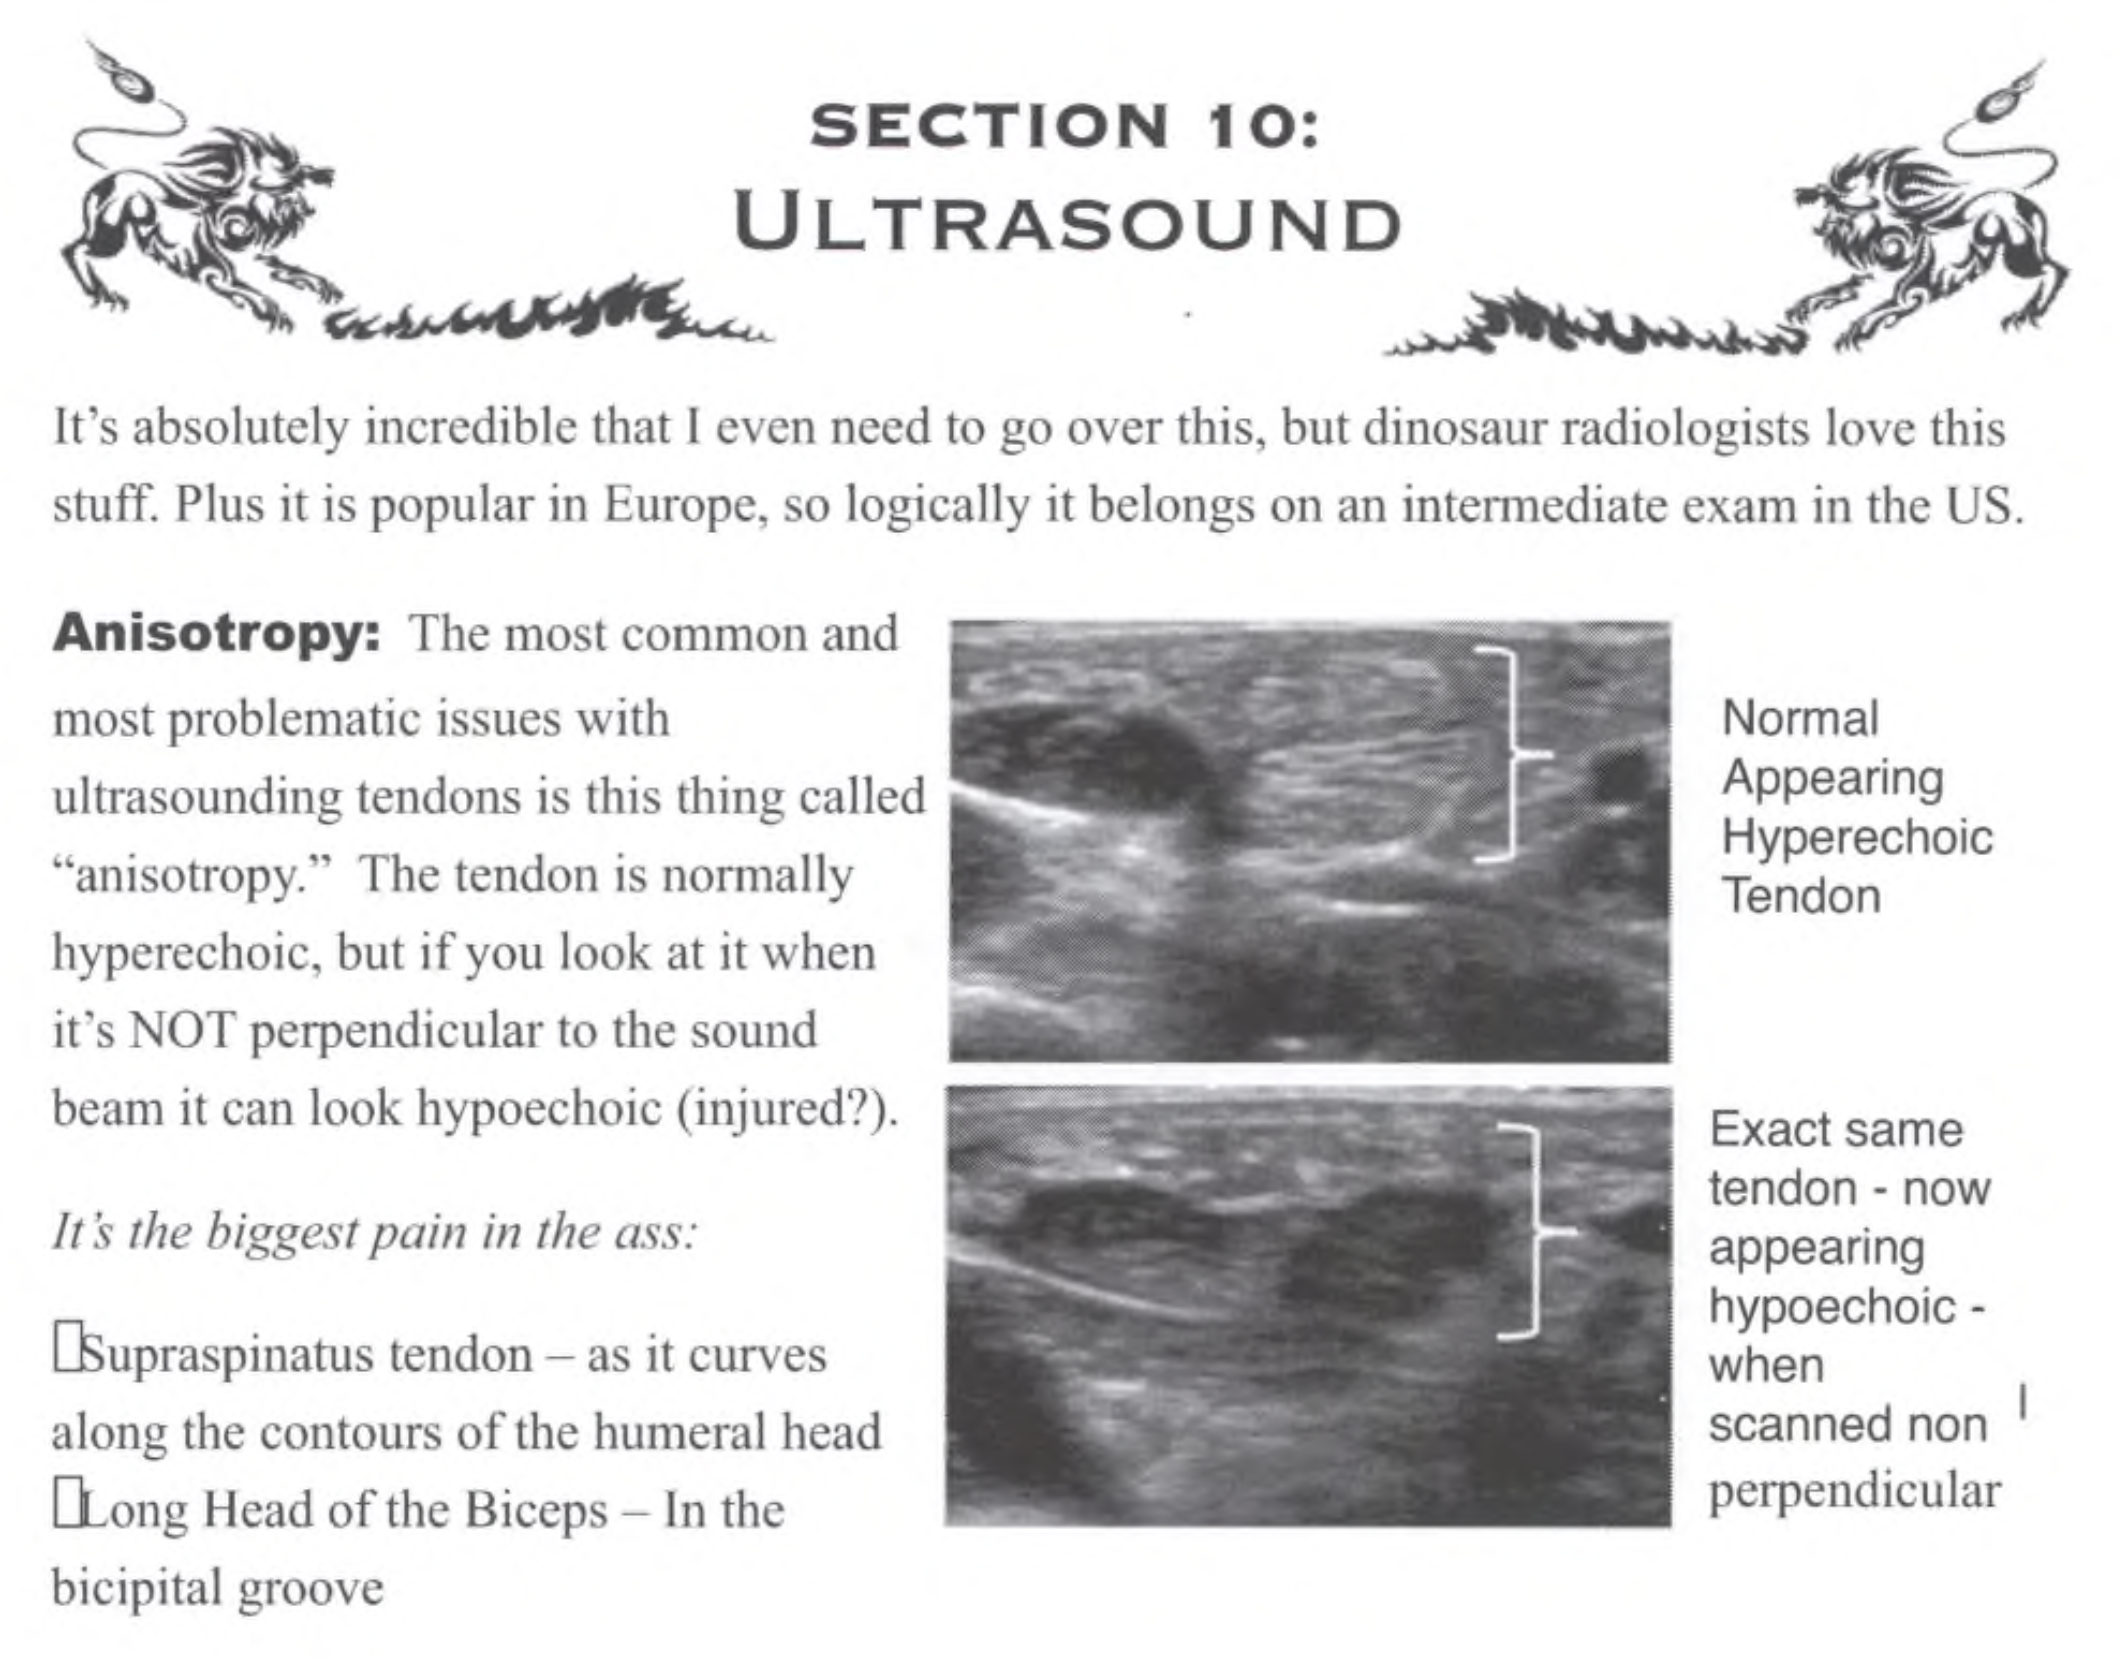 SECTION 10:
ULTRASOUND
It's absolutely incredible that I even need to go over this, but dinosaur radiologists love this
stuff. Plus it is popular in Europe, so logically it belongs on an intermediate exam in the US.
Anisotropy: The most common and
most problematic issues with
ultrasounding tendons is this thing called
“anisotropy.” The tendon is normally
hyperechoic, but if you look at it when
it's NOT perpendicular to the sound
beam it can look hypoechoic (injured?).
It's the biggest pain in the ass:
Supraspinatus tendon – as it curves
along the contours of the humeral head
Long Head of the Biceps – In the
bicipital groove
Normal
Appearing
Hyperechoic
Tendon
Exact same
tendon - now
appearing
hypoechoic -
when
scanned non
perpendicular